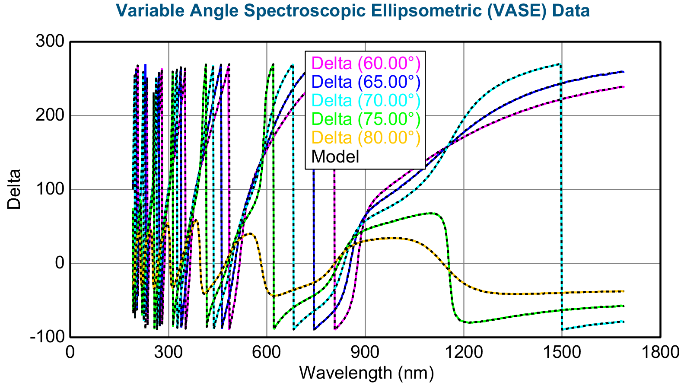 Variable Angle Spectroscopic Ellipsometric (VASE) Data
300
200
100
0
-100
Delta
Delta (60.00°)
Delta (65.00°)
Delta (70.00°)
Delta (75.00°)
Delta (80.00°)
Model
0 300 600 900 1200 1500 1800
Wavelength (nm)